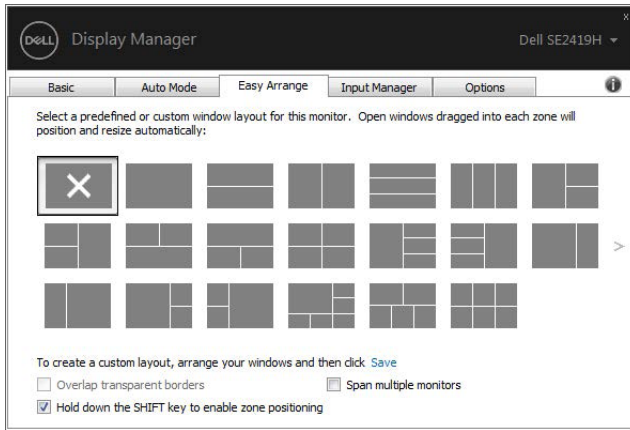 DELL Display Manager
Dell SE2419H
Basic Auto Mode Easy Arrange Input Manager Options
Select a predefined or custom window layout for this monitor. Open windows dragged into each zone will
position and resize automatically:
To create a custom layout, arrange your windows and then click Save
Overlap transparent borders
Span multiple monitors
Hold down the SHIFT key to enable zone positioning